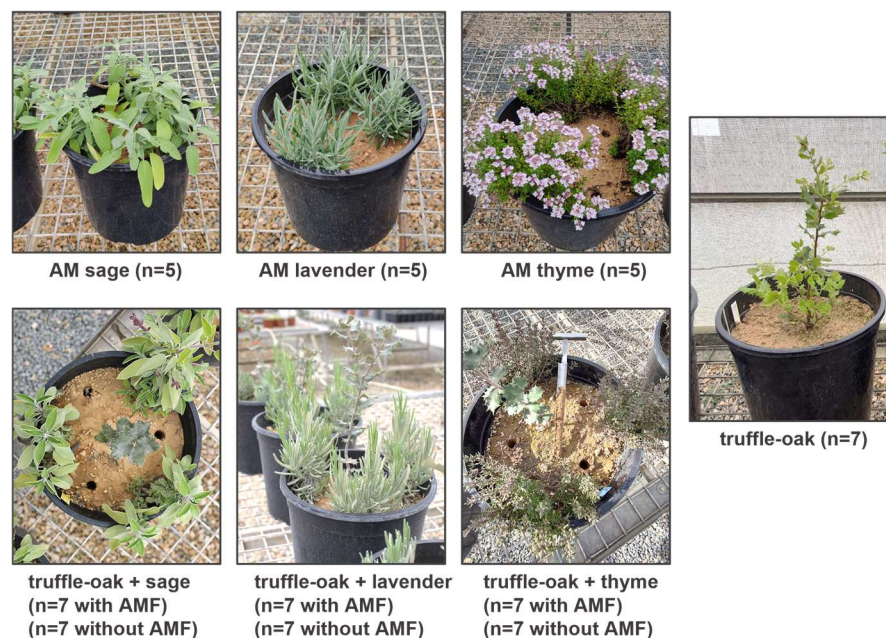 AM sage (n=5)
AM lavender (n=5)
AM thyme (n=5)
truffle-oak (n=7)
truffle-oak + sage
(n=7 with AMF)
(n=7 without AMF)
truffle-oak + lavender
(n=7 with AMF)
(n=7 without AMF)
truffle-oak + thyme
(n=7 with AMF)
(n=7 without AMF)